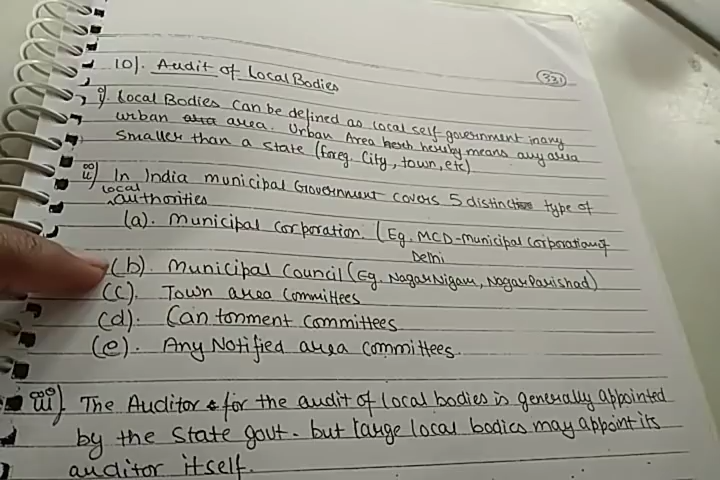 331
10). Audit of Local Bodies
i). Local Bodies can be defined as local self government in any
urban area. Urban Area hereby means any area
smaller than a state (for eg. City, town, etc)
ii) In India municipal Government covers 5 distinct type of
local authorities
(a). Municipal Corporation. (Eg. MCD-Municipal Corporation of
Delhi
(b). Municipal Council (Eg. Nagar Nigam, Nagar Parishad)
(c). Town area Committees
(d). Cantonment Committees
(e). Any Notified area Committees.
iii). The Auditor for the audit of local bodies is generally appointed
by the State govt. but large local bodies may appoint its
auditor itself.